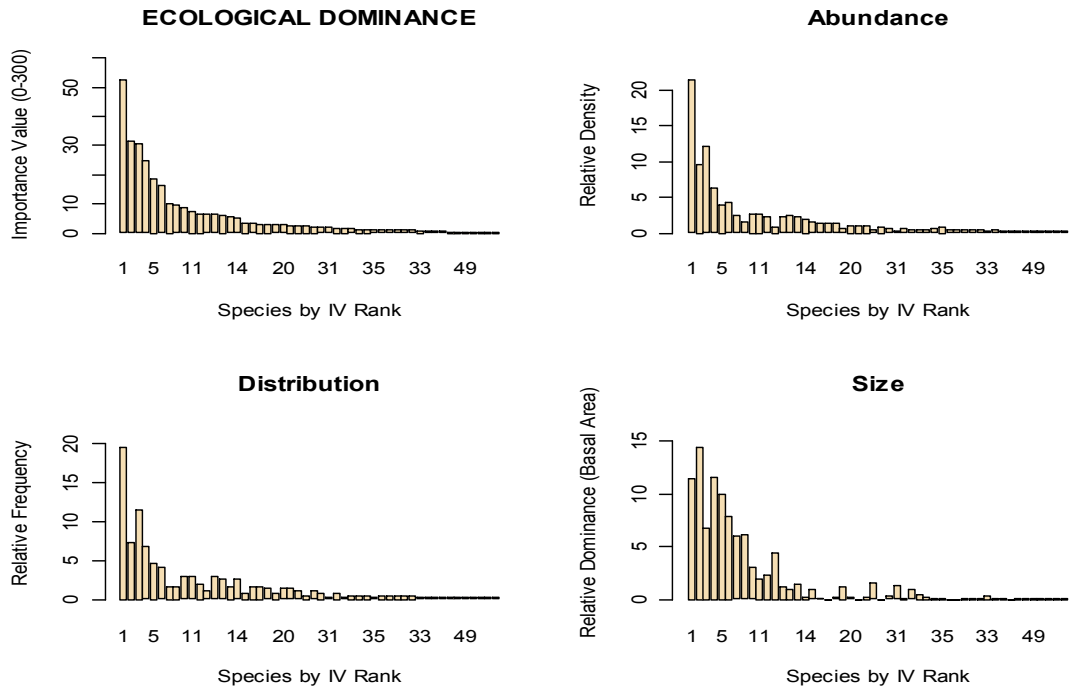 ECOLOGICAL DOMINANCE
Importance Value (0-300)
50
30
10
0
1 5 11 14 20 31 35 33 49
Species by IV Rank
Abundance
Relative Density
20
15
10
5
0
1 5 11 14 20 31 35 33 49
Species by IV Rank
Distribution
Relative Frequency
20
15
10
5
0
1 5 11 14 20 31 35 33 49
Species by IV Rank
Size
Relative Dominance (Basal Area)
15
10
5
0
1 5 11 14 20 31 35 33 49
Species by IV Rank